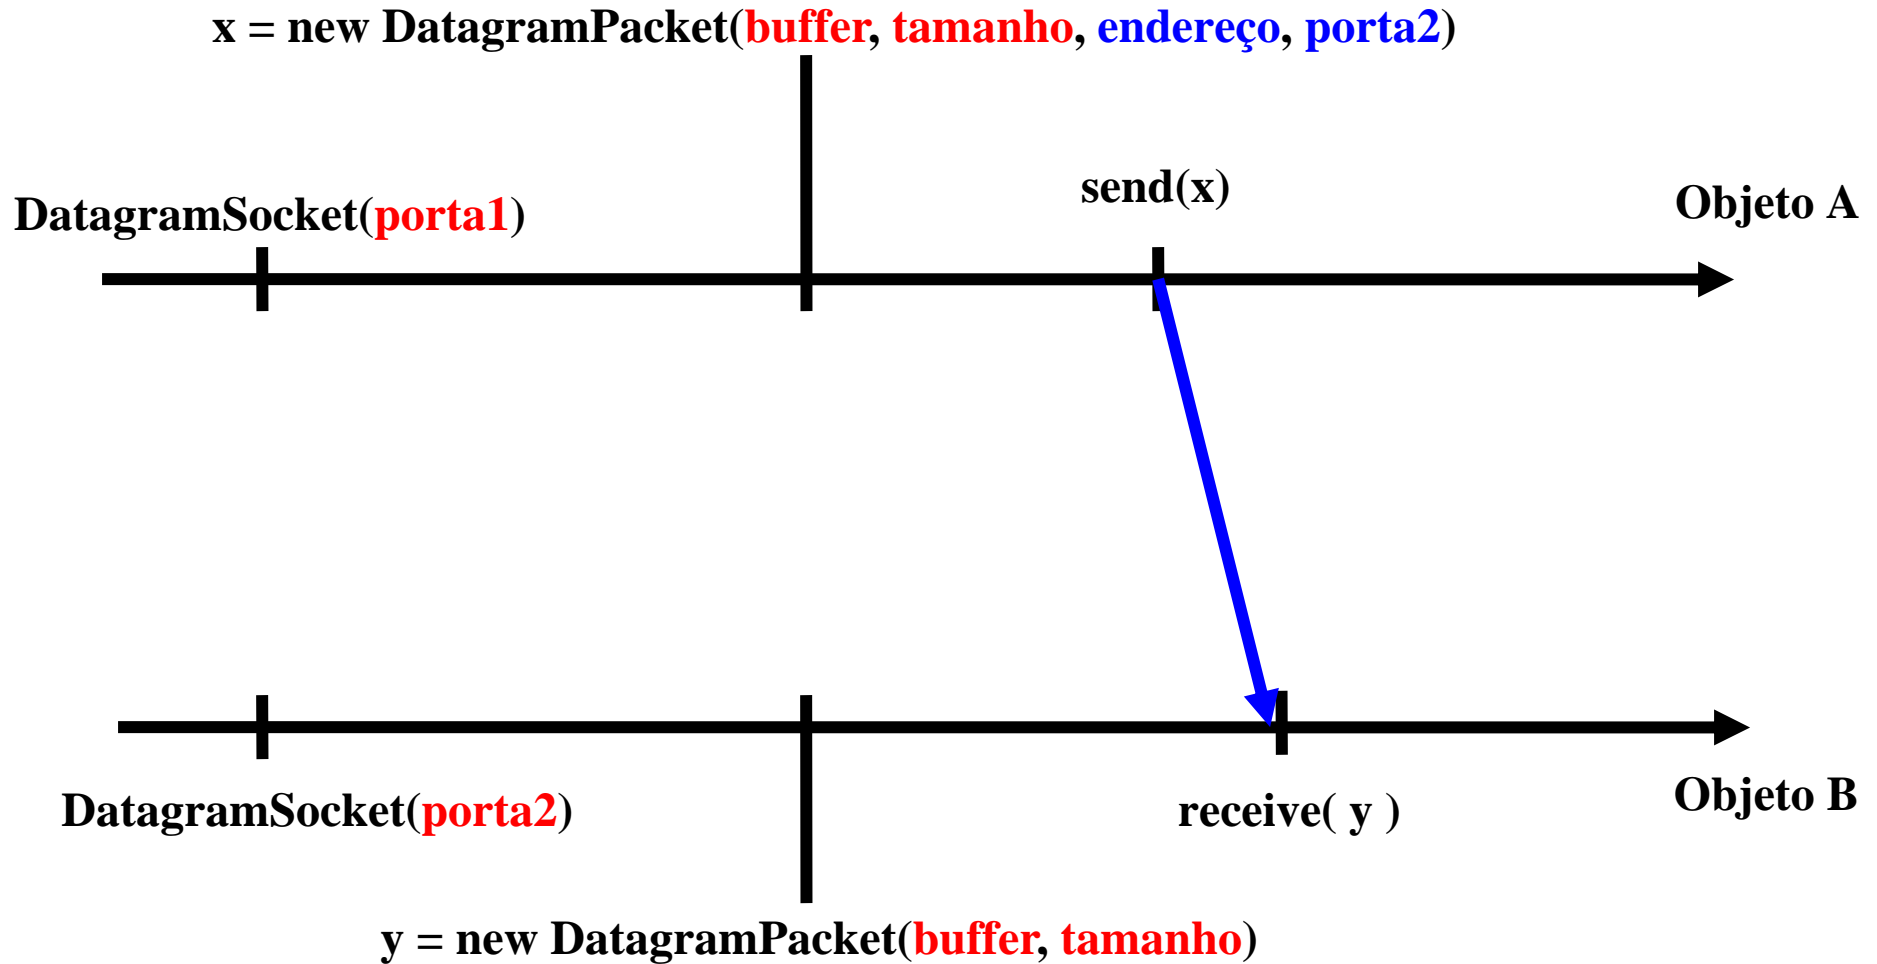 x = new DatagramPacket(buffer, tamanho, endereço, porta2)
send(x)
Objeto A
DatagramSocket(porta1)
Objeto B
DatagramSocket(porta2)
receive( y )
y = new DatagramPacket(buffer, tamanho)